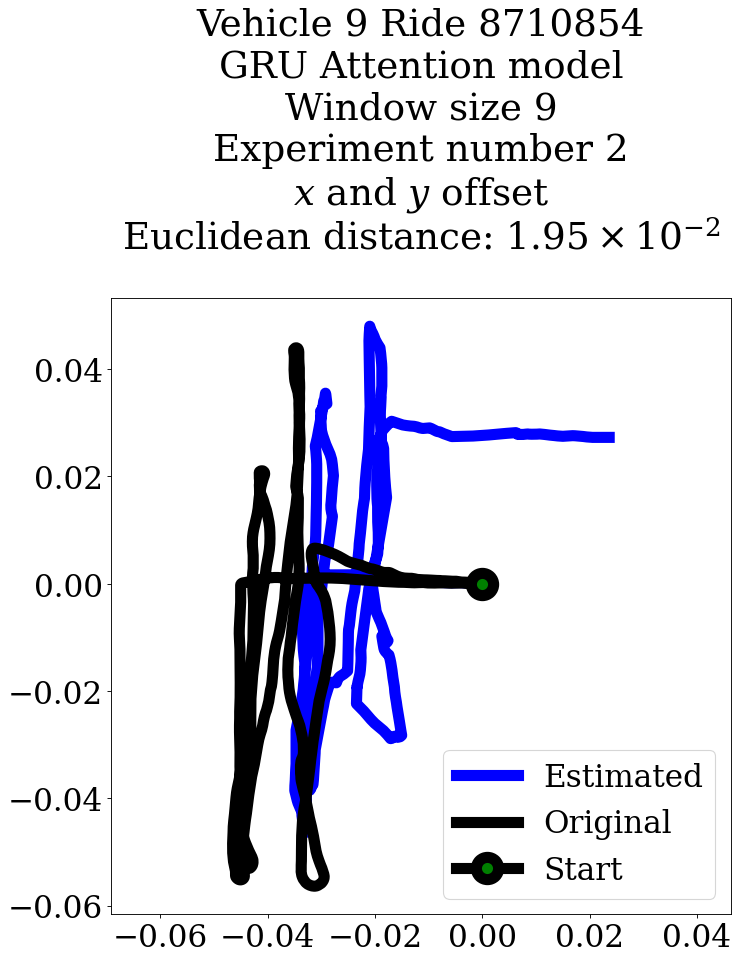 Vehicle 9 Ride 8710854
GRU Attention model
Window size 9
Experiment number 2
x and y offset
Euclidean distance: 1.95 × 10⁻²
0.04
0.02
0.00
−0.02
−0.04
−0.06
Estimated
Original
Start
−0.06 −0.04 −0.02 0.00 0.02 0.04